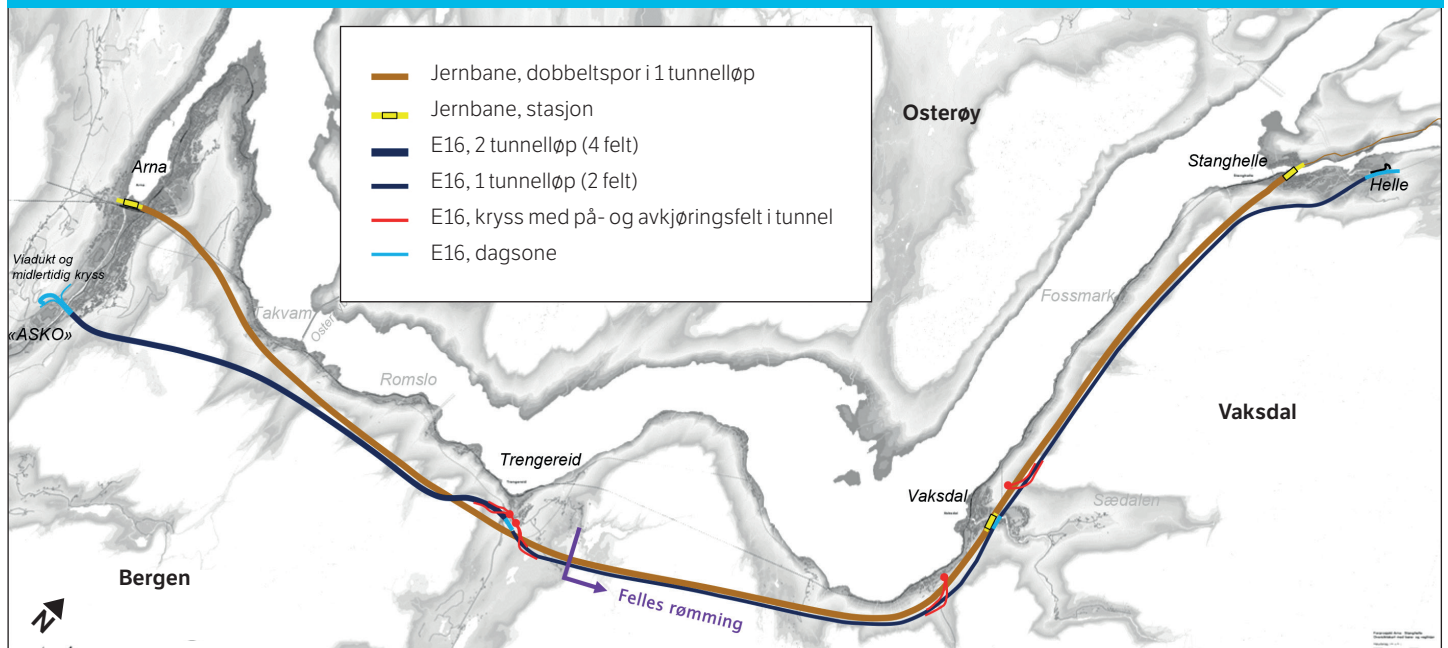 Jernbane, dobbeltspor i 1 tunnelløp
Jernbane, stasjon
E16, 2 tunnelløp (4 felt)
E16, 1 tunnelløp (2 felt)
E16, kryss med på- og avkjøringsfelt i tunnel
E16, dagsone
Osterøy
Arna
Stanghelle
Helle
Viadukt og
midlertidig kryss
«ASKO»
Takvam
Oster
Fossmark
Romslo
Vaksdal
Trengereid
Trengereid
Vaksdal
Sædalen
Bergen
Felles rømming
N